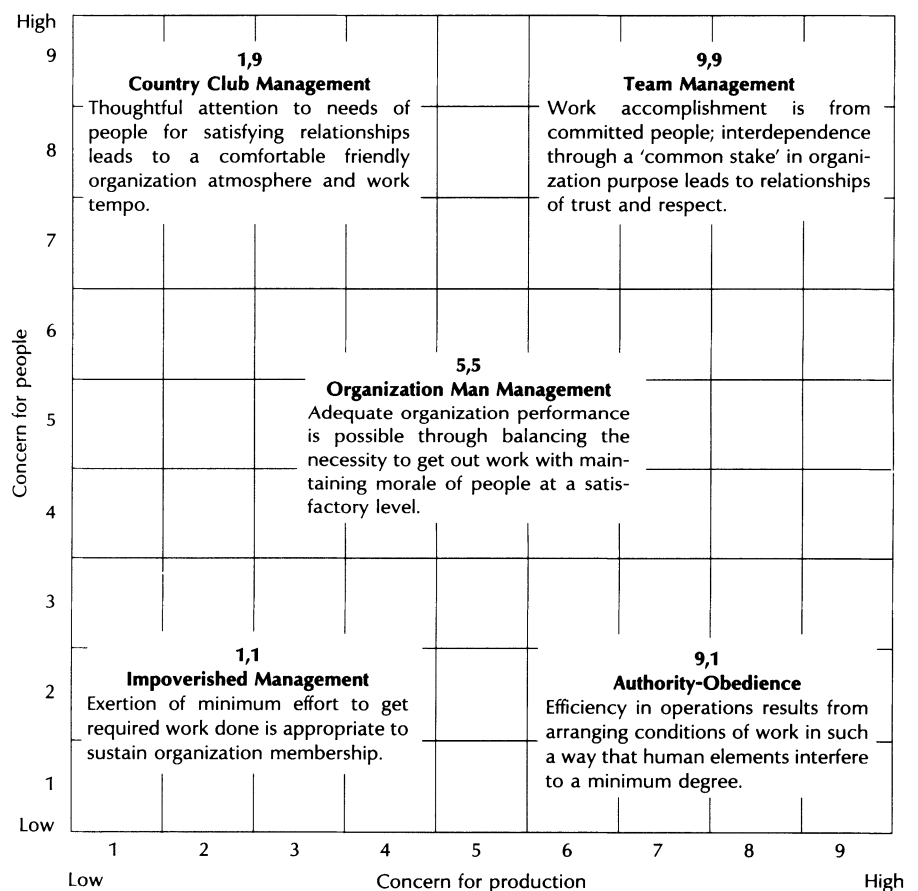 High
9
1,9
Country Club Management
Thoughtful attention to needs of
people for satisfying relationships
leads to a comfortable friendly
organization atmosphere and work
tempo.
9,9
Team Management
Work accomplishment is from
committed people; interdependence
through a ‘common stake’ in organi-
zation purpose leads to relationships
of trust and respect.
8
7
6
Concern for people
5,5
Organization Man Management
Adequate organization performance
is possible through balancing the
necessity to get out work with main-
taining morale of people at a satis-
factory level.
5
4
3
1,1
Impoverished Management
Exertion of minimum effort to get
required work done is appropriate to
sustain organization membership.
9,1
Authority-Obedience
Efficiency in operations results from
arranging conditions of work in such
a way that human elements interfere
to a minimum degree.
2
1
Low
1 2 3 4 5 6 7 8 9
Low Concern for production High